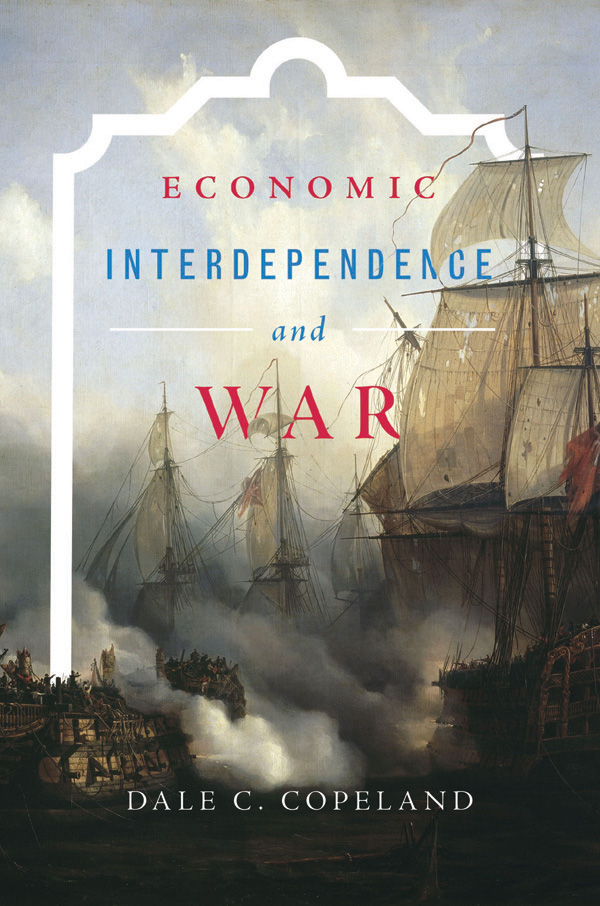 ECONOMIC
INTERDEPENDENCE
and
WAR
DALE C. COPELAND